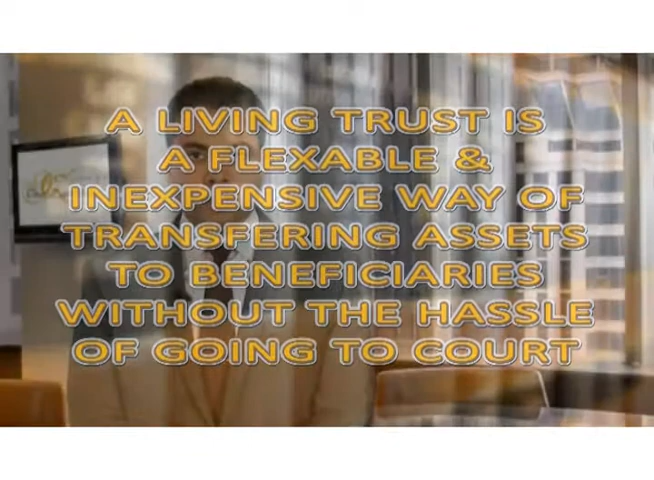 A LIVING TRUST IS
A FLEXABLE &
INEXPENSIVE WAY OF
TRANSFERING ASSETS
TO BENEFICIARIES
WITHOUT THE HASSLE
OF GOING TO COURT